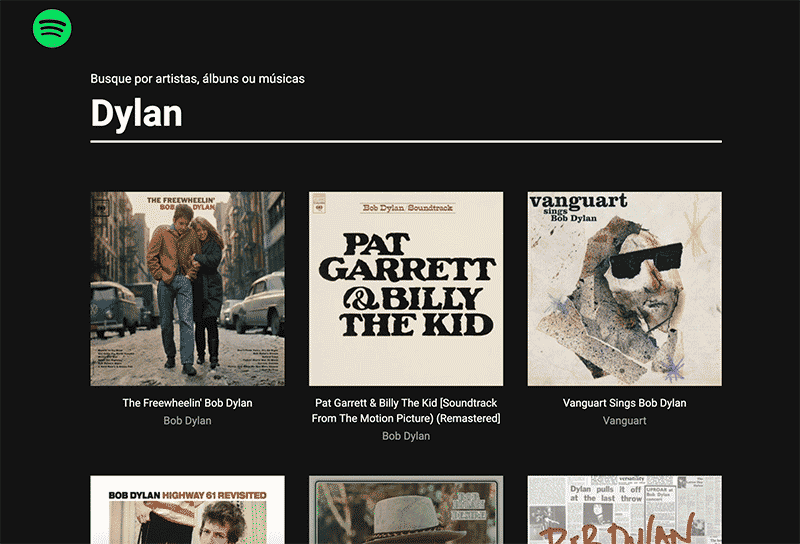 Busque por artistas, álbuns ou músicas
Dylan
THE FREEWHEELIN'
BOB DYLAN
Bob Dylan Soundtrack
PAT
GARRETT
& BILLY
THE KID
vanguart
sings
Bob Dylan
The Freewheelin' Bob Dylan
Bob Dylan
Pat Garrett & Billy The Kid [Soundtrack
From The Motion Picture) (Remastered]
Bob Dylan
Vanguart Sings Bob Dylan
Vanguart
BOB DYLAN HIGHWAY 61 REVISITED
BOB
DYLAN
DESIRE
Dylan pulls it off
at the last throw
BOB DYLAN